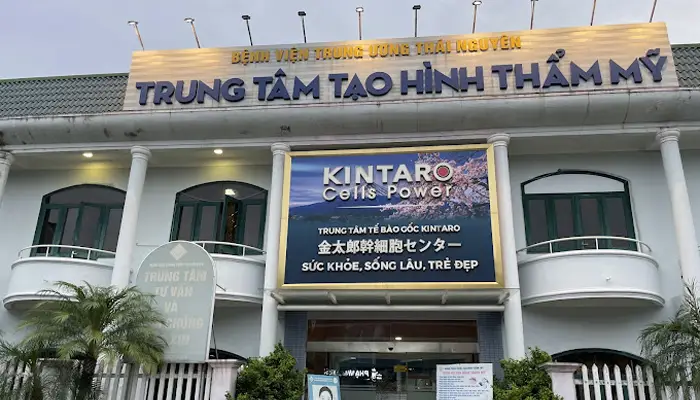 BỆNH VIỆN TRUNG ƯƠNG THÁI NGUYÊN
TRUNG TÂM TẠO HÌNH THẨM MỸ
KINTARO
Cells Power
TRUNG TÂM TẾ BÀO GỐC KINTARO
金太郎幹細胞センター
SỨC KHỎE, SỐNG LÂU, TRẺ ĐẸP
TRUNG TÂM
TƯ VẤN
VÀ
KINTARO